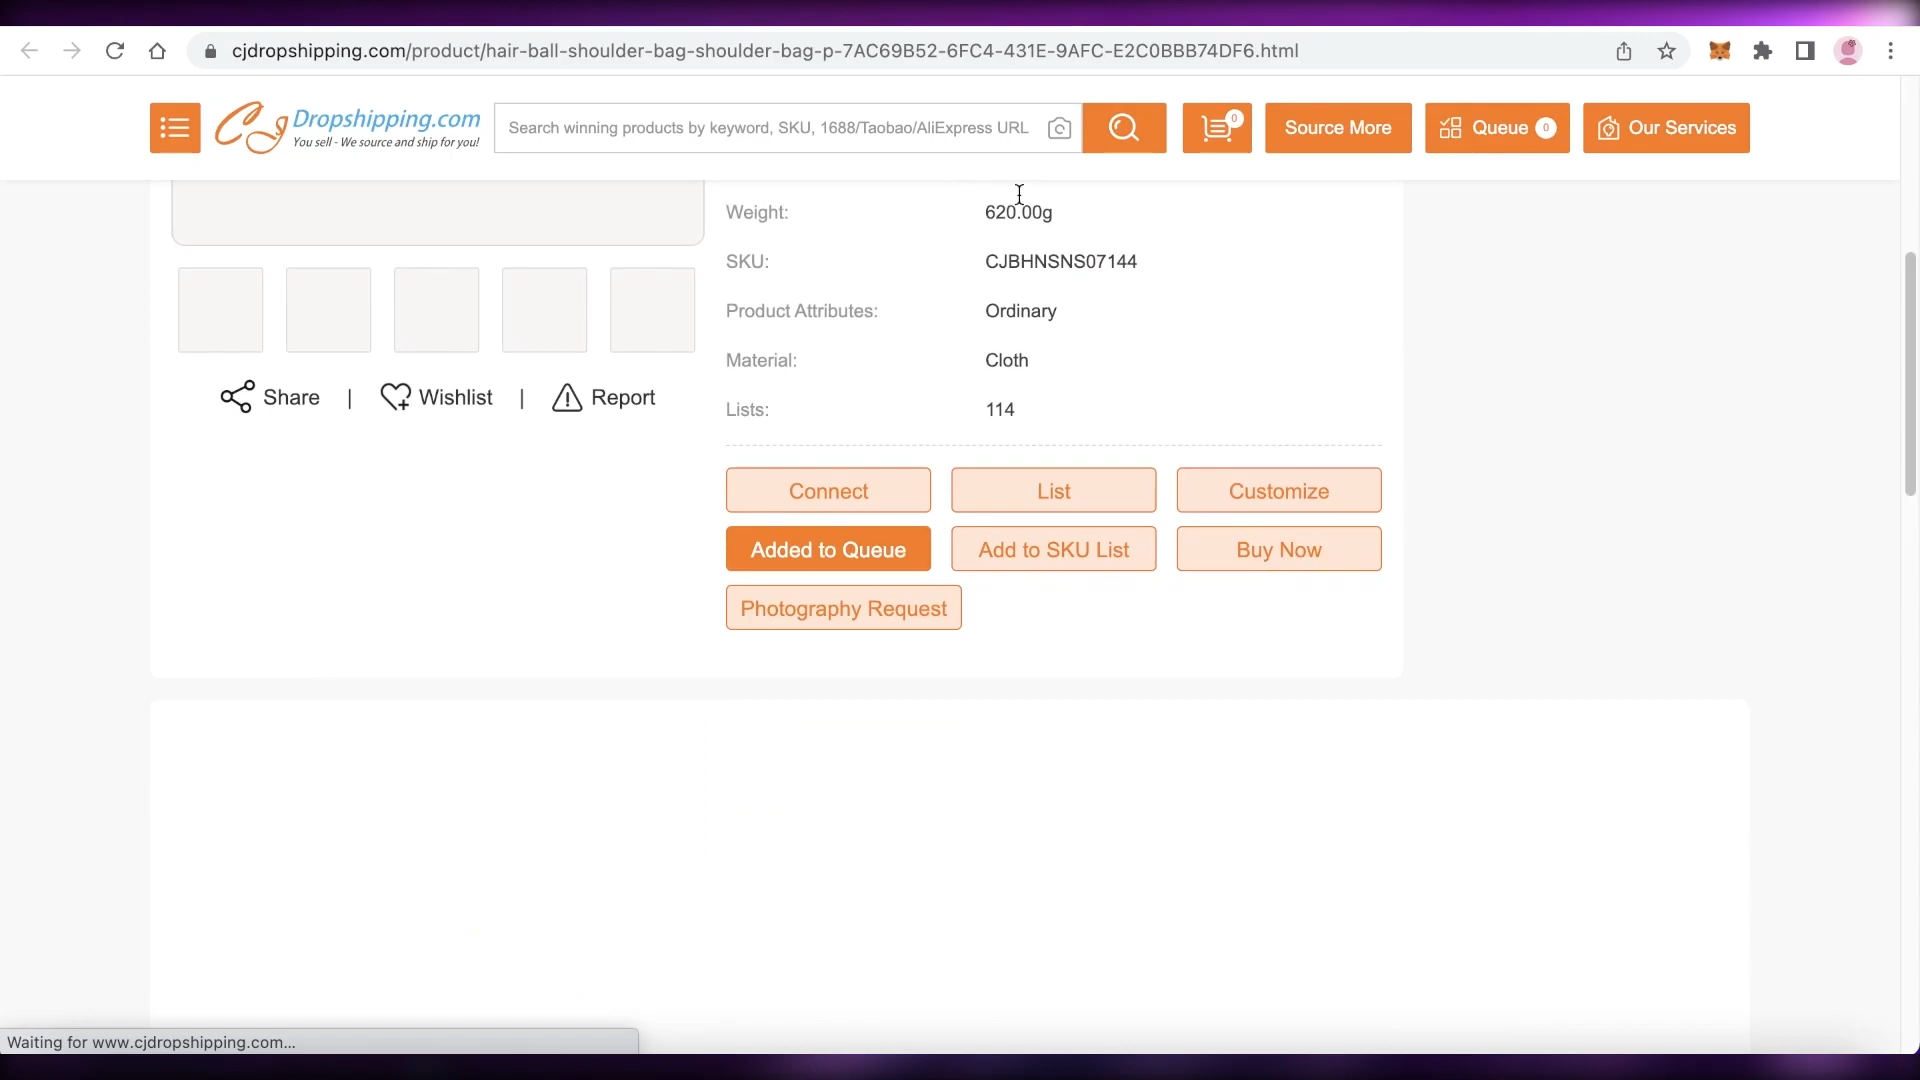 cjdropshipping.com/product/hair-ball-shoulder-bag-shoulder-bag-p-7AC69B52-6FC4-431E-9AFC-E2C0BBB74DF6.html
CJ Dropshipping.com
You sell - We source and ship for you!
Search winning products by keyword, SKU, 1688/Taobao/AliExpress URL
0
Source More
Queue 0
Our Services
Weight: 620.00g
SKU: CJBHNSNS07144
Product Attributes: Ordinary
Material: Cloth
Lists: 114
Share | Wishlist | Report
Connect List Customize
Added to Queue Add to SKU List Buy Now
Photography Request
Waiting for www.cjdropshipping.com...